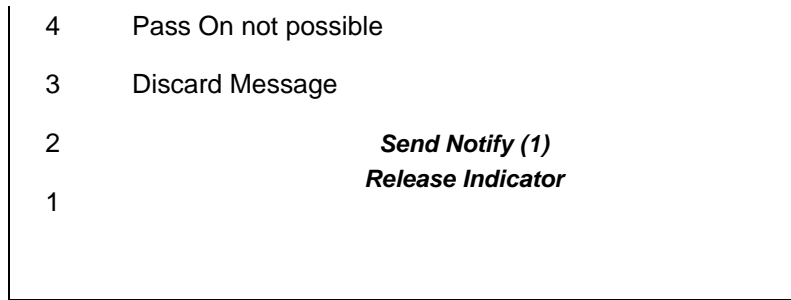 4 Pass On not possible
3 Discard Message
2 Send Notify (1)
Release Indicator
1